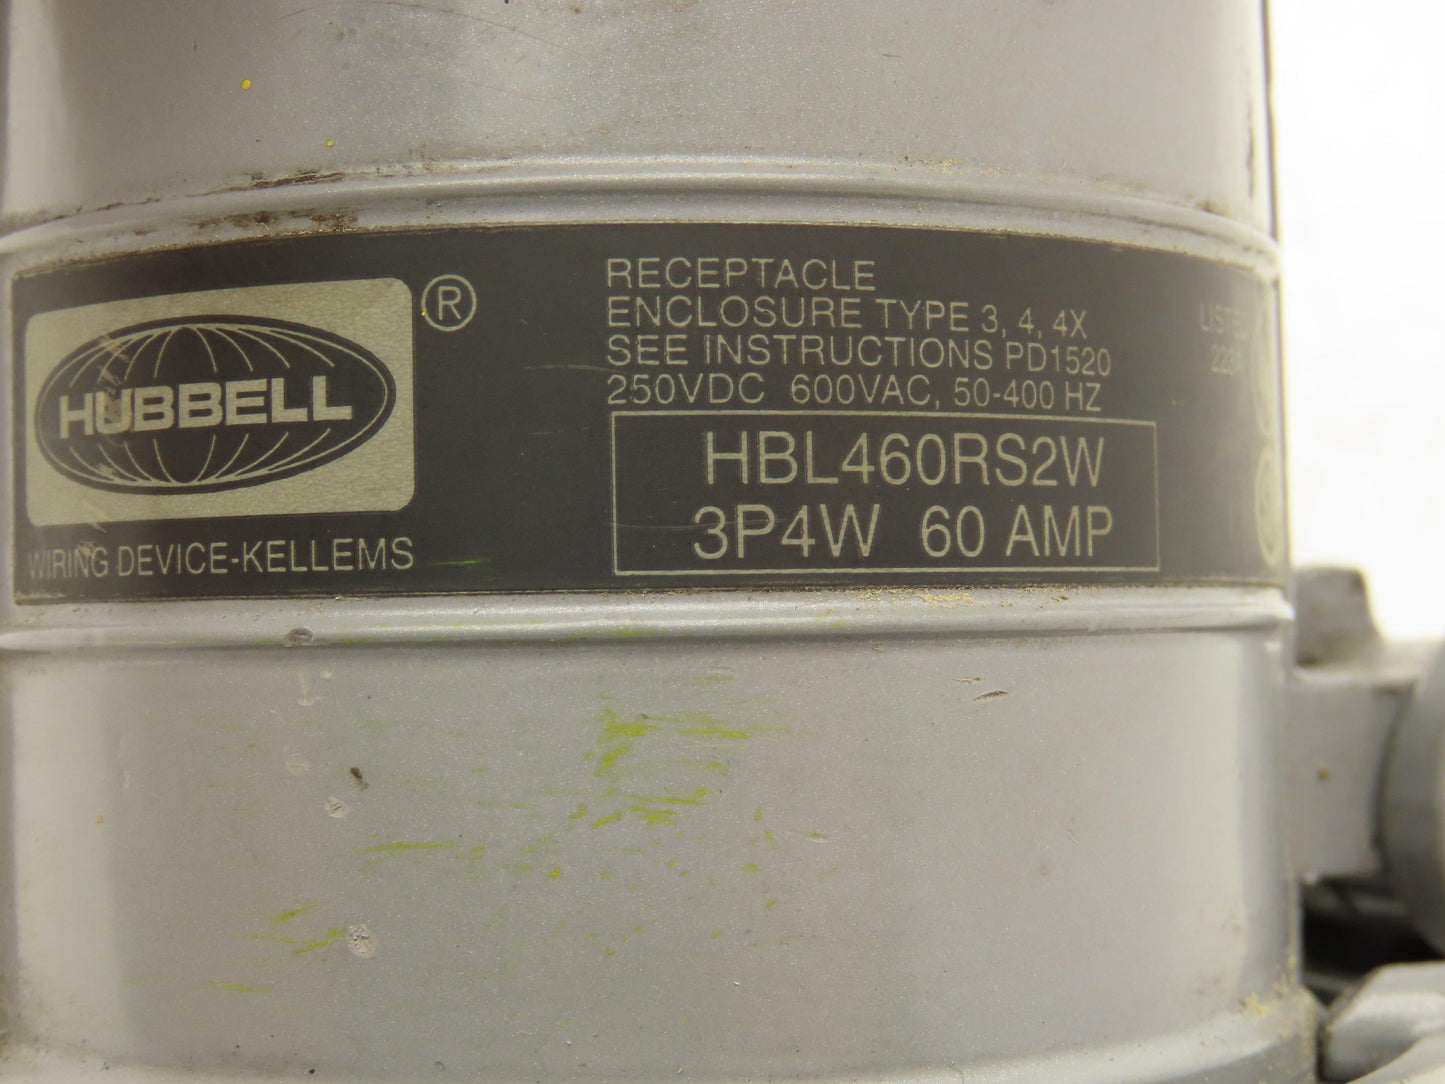 HUBBELL
®
WIRING DEVICE-KELLEMS
RECEPTACLE
ENCLOSURE TYPE 3, 4, 4X
SEE INSTRUCTIONS PD1520
250VDC 600VAC, 50-400 HZ
HBL460RS2W
3P4W 60 AMP